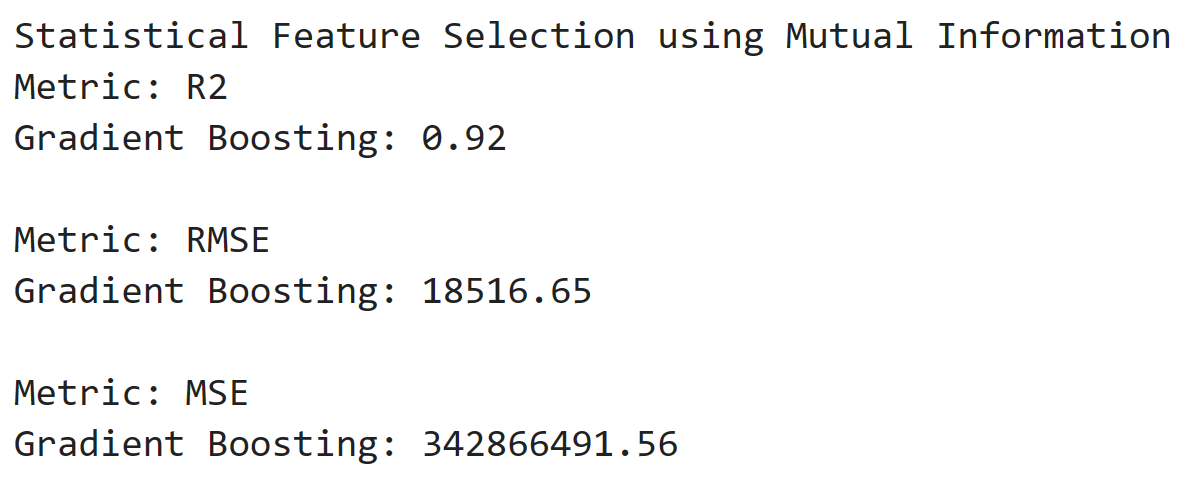 Statistical Feature Selection using Mutual Information
Metric: R2
Gradient Boosting: 0.92
Metric: RMSE
Gradient Boosting: 18516.65
Metric: MSE
Gradient Boosting: 342866491.56